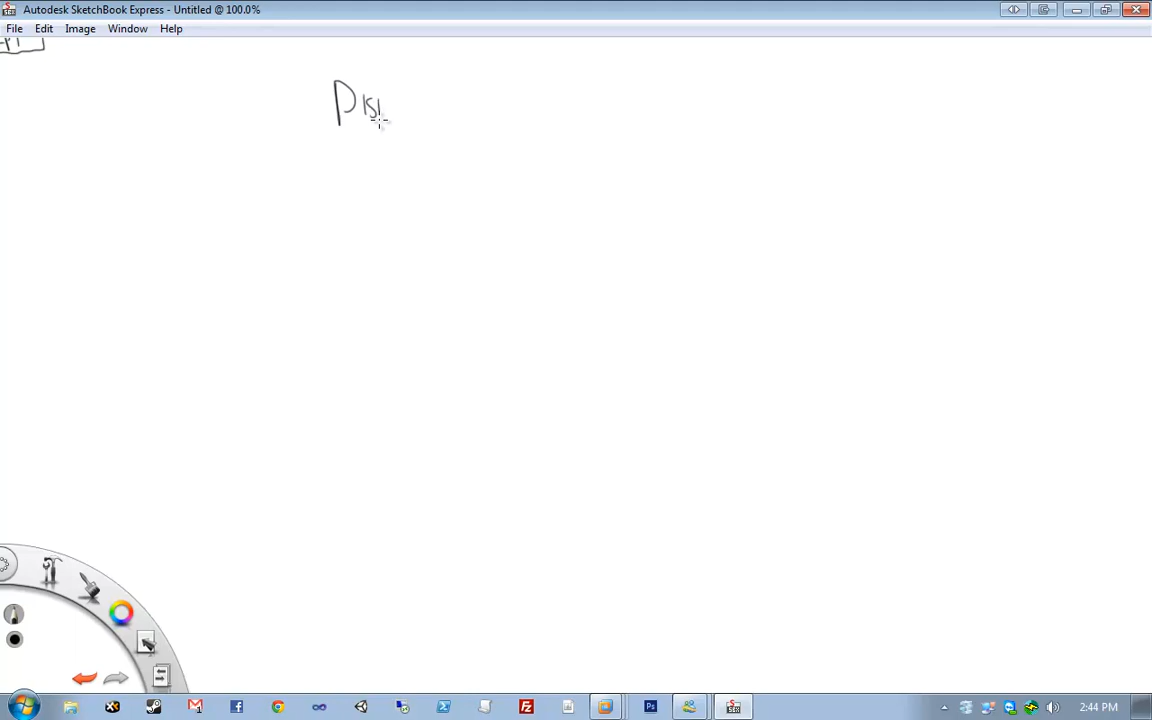 Autodesk SketchBook Express - Untitled @ 100.0%
File Edit Image Window Help
2:44 PM